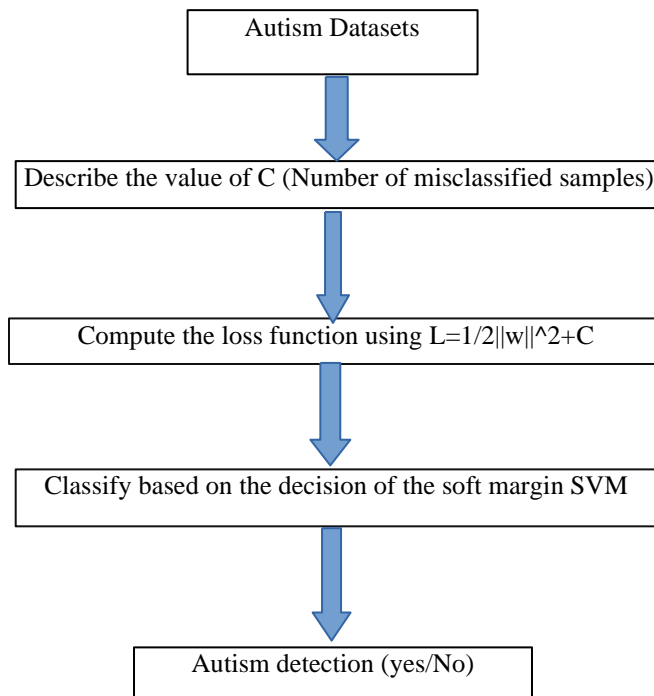 Autism Datasets
Describe the value of C (Number of misclassified samples)
Compute the loss function using L=1/2||w||^2+C
Classify based on the decision of the soft margin SVM
Autism detection (yes/No)